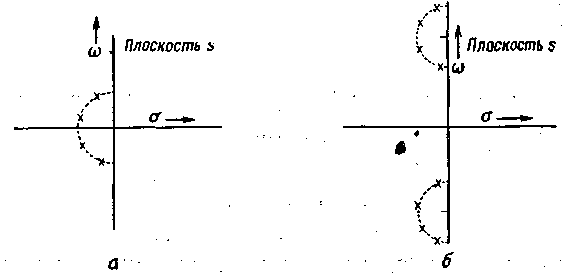 ω Плоскость s
σ
а
Плоскость s
ω
σ
б